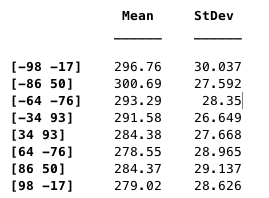 Mean StDev
______ ______
[-98 -17] 296.76 30.037
[-86 50] 300.69 27.592
[-64 -76] 293.29 28.35
[-34 93] 291.58 26.649
[34 93] 284.38 27.668
[64 -76] 278.55 28.965
[86 50] 284.37 29.137
[98 -17] 279.02 28.626